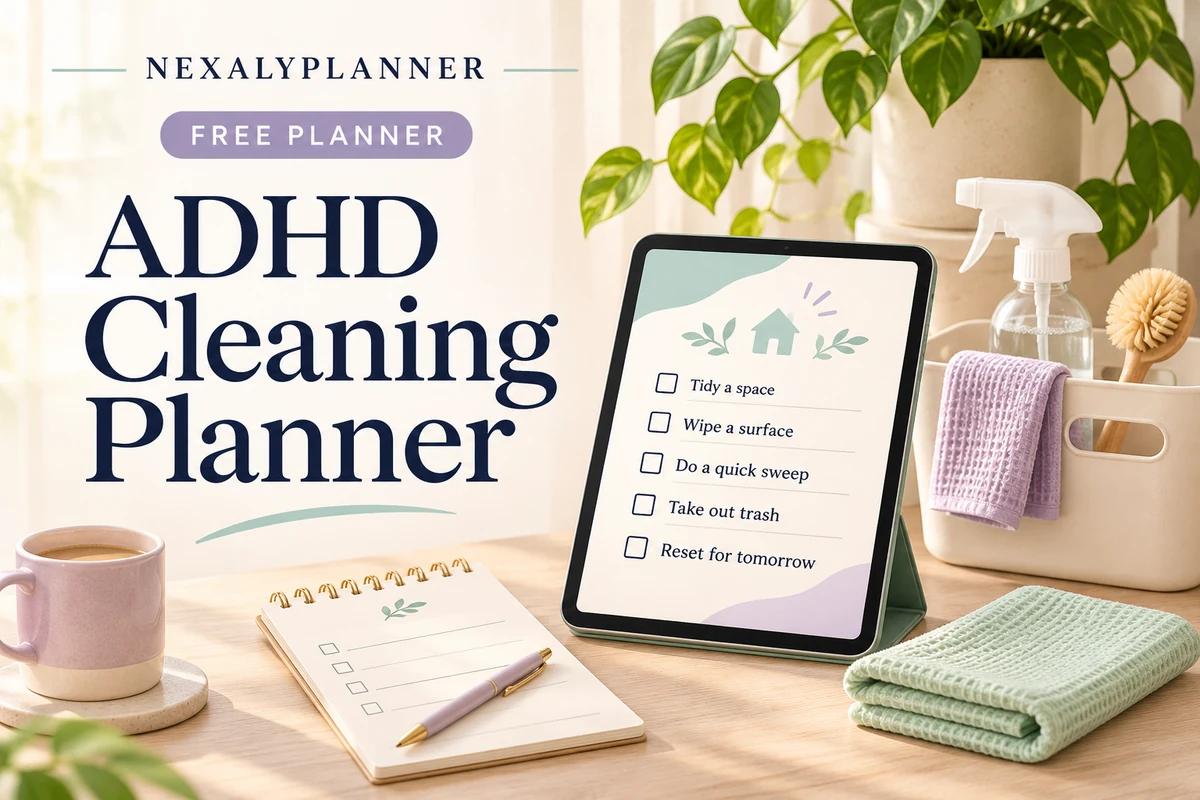 NEXALYPLANNER
FREE PLANNER
ADHD
Cleaning
Planner
Tidy a space
Wipe a surface
Do a quick sweep
Take out trash
Reset for tomorrow